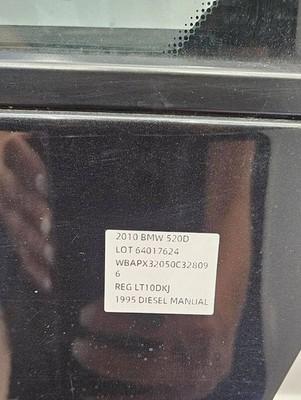 2010 BMW 520D
LOT 64017624
WBAPX32050C32809
6
REG LT10DKJ
1995 DIESEL MANUAL